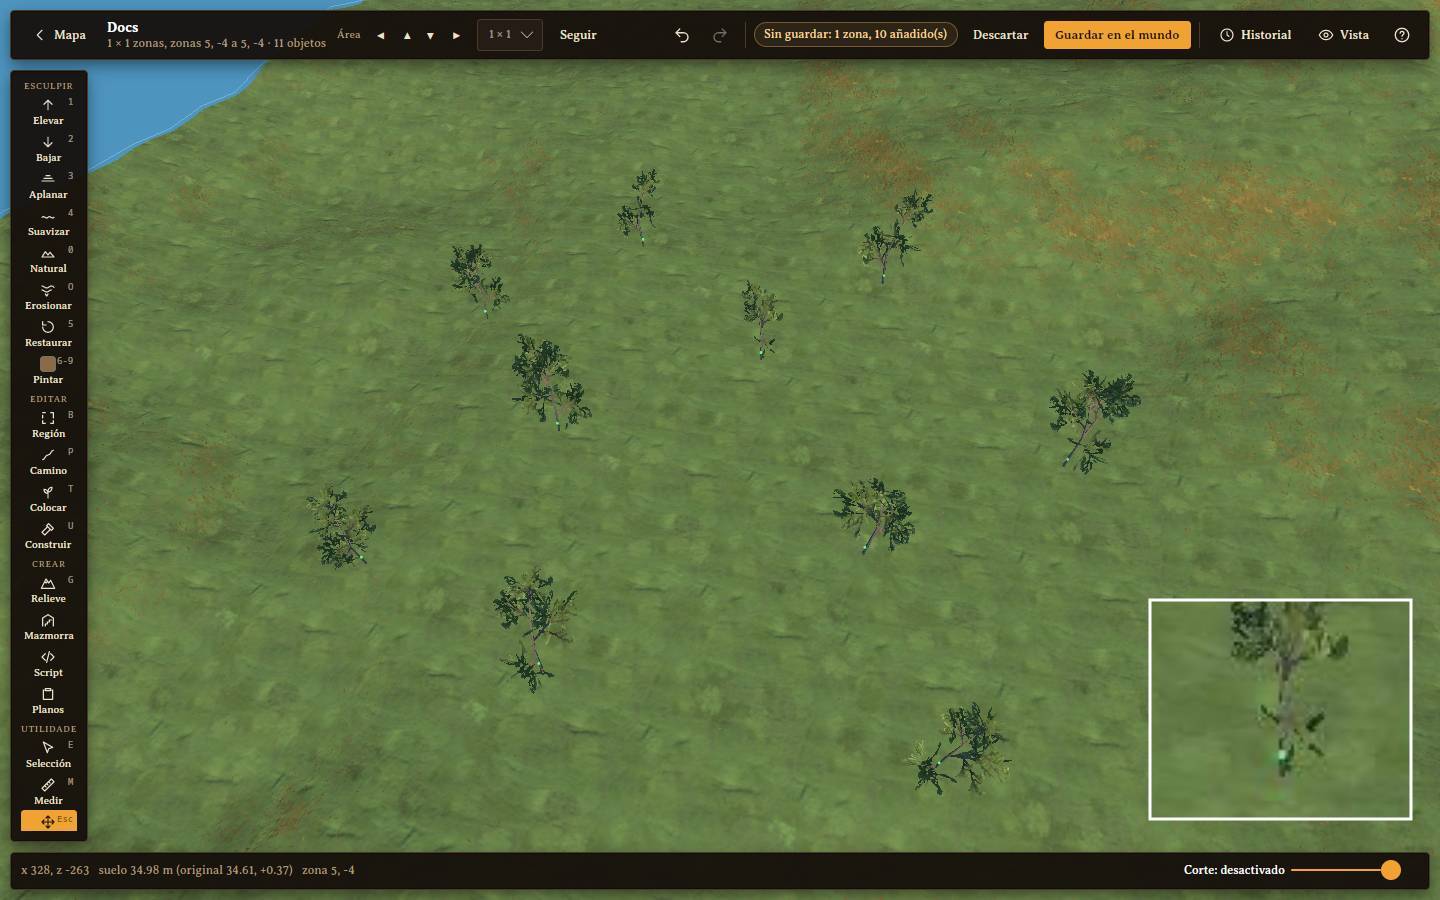 Mapa
Docs
1 × 1 zonas, zonas 5, -4 a 5, -4 · 11 objetos
Área
1 × 1
Seguir
Sin guardar: 1 zona, 10 añadido(s)
Descartar
Guardar en el mundo
Historial
Vista
ESCULPIR
1
Elevar
2
Bajar
3
Aplanar
4
Suavizar
0
Natural
O
Erosionar
5
Restaurar
6-9
Pintar
EDITAR
B
Región
P
Camino
T
Colocar
U
Construir
CREAR
G
Relieve
Mazmorra
Script
Planos
UTILIDADE
E
Selección
M
Medir
Esc
x 328, z -263 suelo 34.98 m (original 34.61, +0.37) zona 5, -4
Corte: desactivado